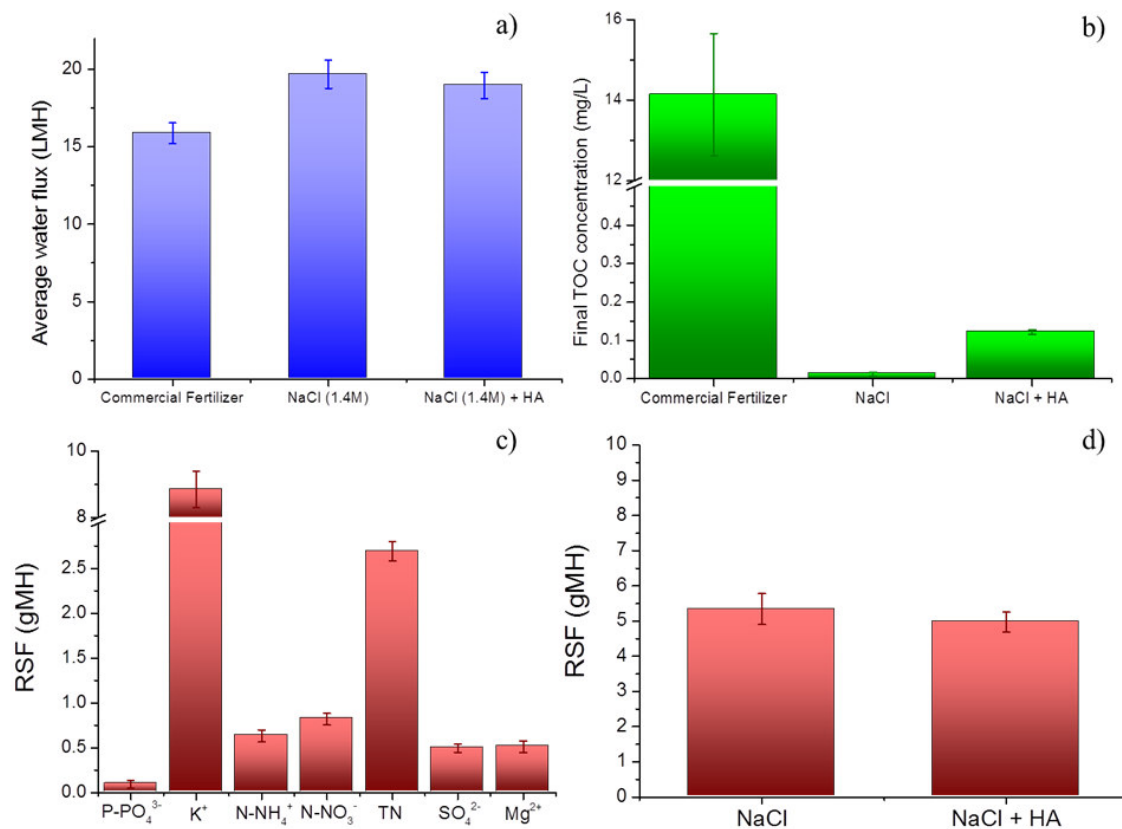 a)
Average water flux (LMH)
20
15
10
5
0
Commercial Fertilizer NaCl (1.4M) NaCl (1.4M) + HA
b)
Final TOC concentration (mg/L)
16
14
12
0.4
0.3
0.2
0.1
0.0
Commercial Fertilizer NaCl NaCl + HA
c)
RSF (gMH)
10
8
2.5
2.0
1.5
1.0
0.5
0.0
P-PO₄³⁻ K⁺ N-NH₄⁺ N-NO₃⁻ TN SO₄²⁻ Mg²⁺
d)
RSF (gMH)
10
9
8
7
6
5
4
3
2
1
0
NaCl NaCl + HA